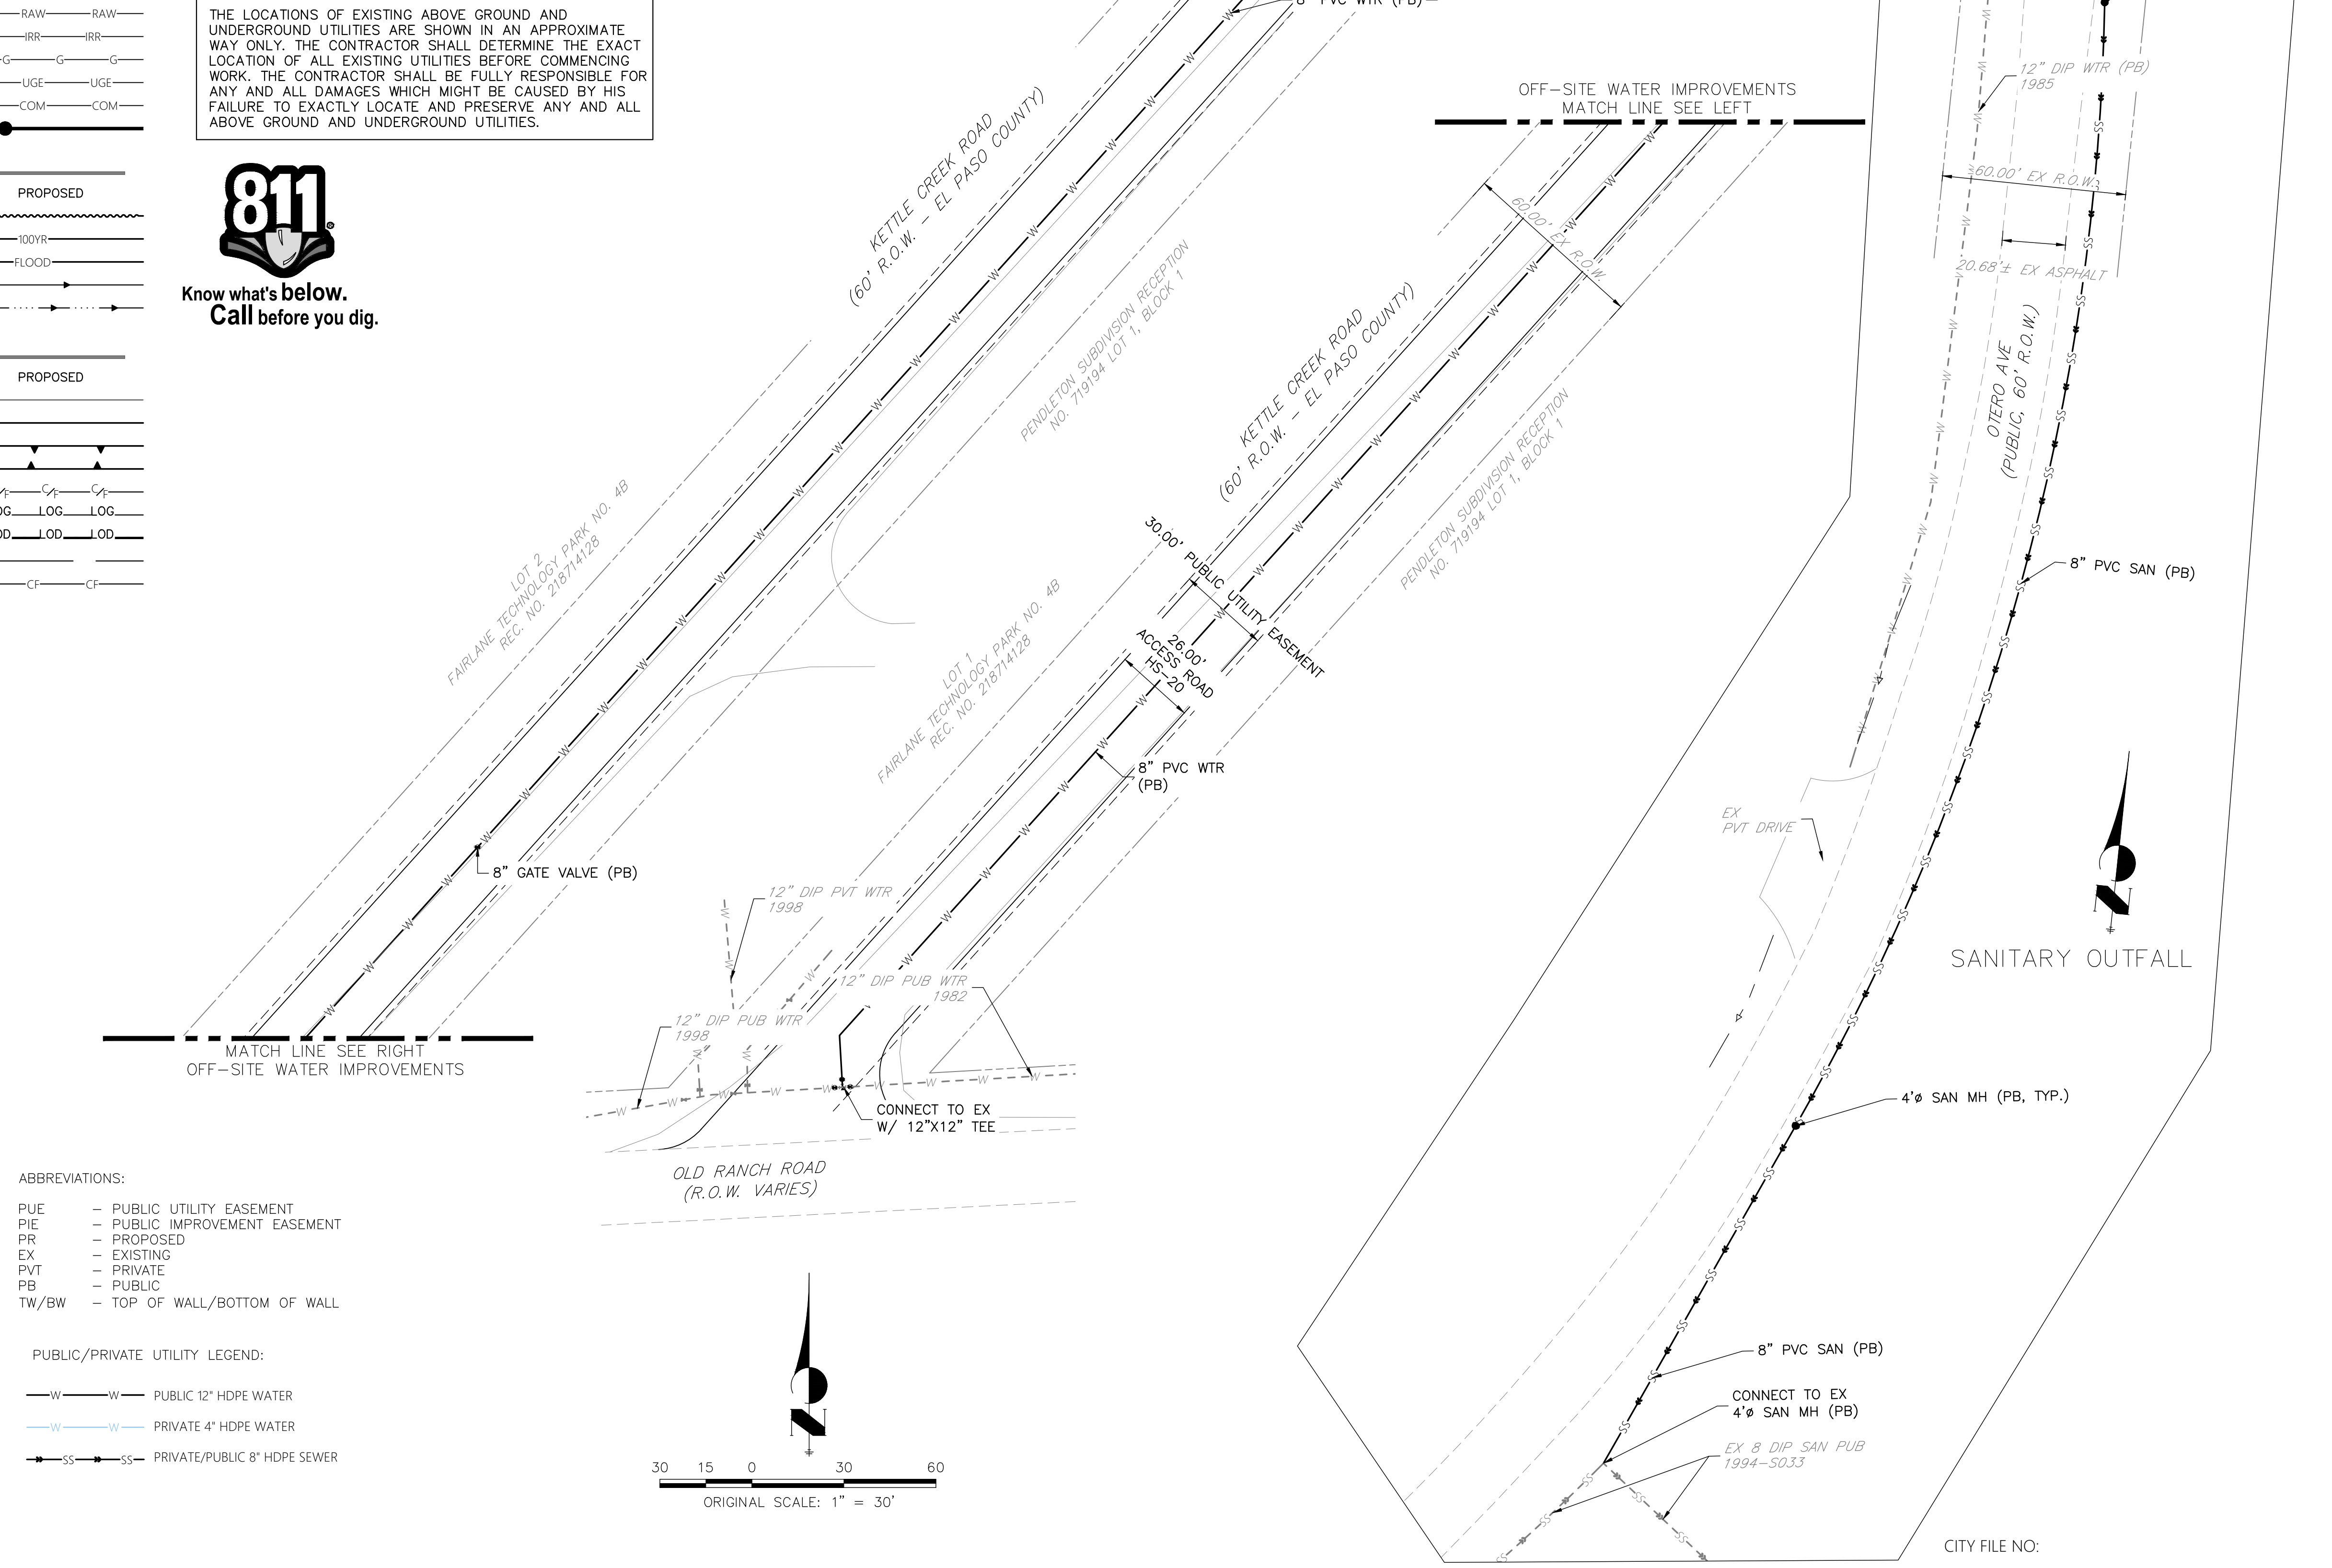 RAW RAW
IRR IRR
G G G
UGE UGE
COM COM
PROPOSED
100YR
FLOOD
PROPOSED
C/F C/F C/F
LOG LOG
LOD LOD
CF CF
THE LOCATIONS OF EXISTING ABOVE GROUND AND
UNDERGROUND UTILITIES ARE SHOWN IN AN APPROXIMATE
WAY ONLY. THE CONTRACTOR SHALL DETERMINE THE EXACT
LOCATION OF ALL EXISTING UTILITIES BEFORE COMMENCING
WORK. THE CONTRACTOR SHALL BE FULLY RESPONSIBLE FOR
ANY AND ALL DAMAGES WHICH MIGHT BE CAUSED BY HIS
FAILURE TO EXACTLY LOCATE AND PRESERVE ANY AND ALL
ABOVE GROUND AND UNDERGROUND UTILITIES.
811
Know what's below.
Call before you dig.
8" PVC WTR (PB)
KETTLE CREEK ROAD
(60' R.O.W. - EL PASO COUNTY)
PENDLETON SUBDIVISION RECEPTION
NO. 719194 LOT 1, BLOCK 1
LOT 2
FAIRLANE TECHNOLOGY PARK NO. 4B
REC. NO. 218714128
8" GATE VALVE (PB)
MATCH LINE SEE RIGHT
OFF-SITE WATER IMPROVEMENTS
OFF-SITE WATER IMPROVEMENTS
MATCH LINE SEE LEFT
60.00' EX R.O.W.
KETTLE CREEK ROAD
(60' R.O.W. - EL PASO COUNTY)
PENDLETON SUBDIVISION RECEPTION
NO. 719194 LOT 1, BLOCK 1
30.00' PUBLIC UTILITY EASEMENT
26.00'
ACCESS ROAD
HS-20
LOT 1
FAIRLANE TECHNOLOGY PARK NO. 4B
REC. NO. 218714128
8" PVC WTR
(PB)
12" DIP PVT WTR
1998
12" DIP PUB WTR
1982
12" DIP PUB WTR
1998
CONNECT TO EX
W/ 12"X12" TEE
OLD RANCH ROAD
(R.O.W. VARIES)
12" DIP WTR (PB)
1985
60.00' EX R.O.W.
20.68'± EX ASPHALT
OTERO AVE
(PUBLIC, 60' R.O.W.)
8" PVC SAN (PB)
EX
PVT DRIVE
N
SANITARY OUTFALL
4'ø SAN MH (PB, TYP.)
8" PVC SAN (PB)
CONNECT TO EX
4'ø SAN MH (PB)
EX 8 DIP SAN PUB
1994-S033
ABBREVIATIONS:
PUE - PUBLIC UTILITY EASEMENT
PIE - PUBLIC IMPROVEMENT EASEMENT
PR - PROPOSED
EX - EXISTING
PVT - PRIVATE
PB - PUBLIC
TW/BW - TOP OF WALL/BOTTOM OF WALL
PUBLIC/PRIVATE UTILITY LEGEND:
W W PUBLIC 12" HDPE WATER
W W PRIVATE 4" HDPE WATER
SS SS PRIVATE/PUBLIC 8" HDPE SEWER
N
30 15 0 30 60
ORIGINAL SCALE: 1" = 30'
CITY FILE NO: